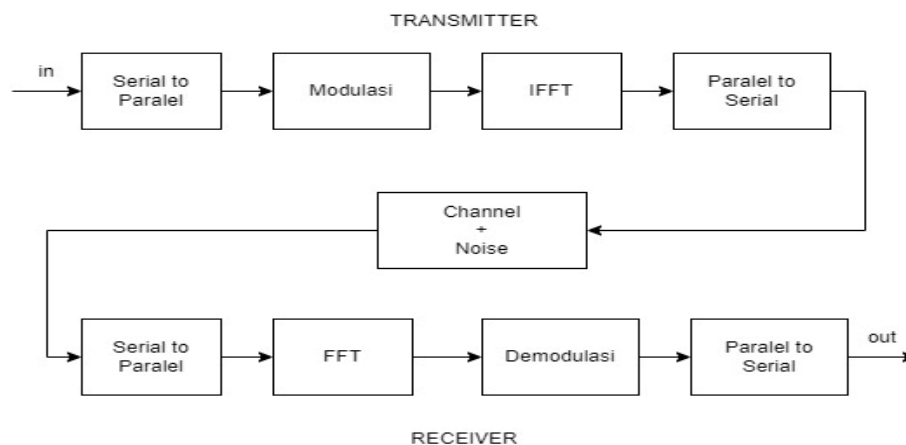 TRANSMITTER
in
Serial to
Paralel
Modulasi
IFFT
Paralel to
Serial
Channel
+
Noise
Serial to
Paralel
FFT
Demodulasi
Paralel to
Serial
out
RECEIVER